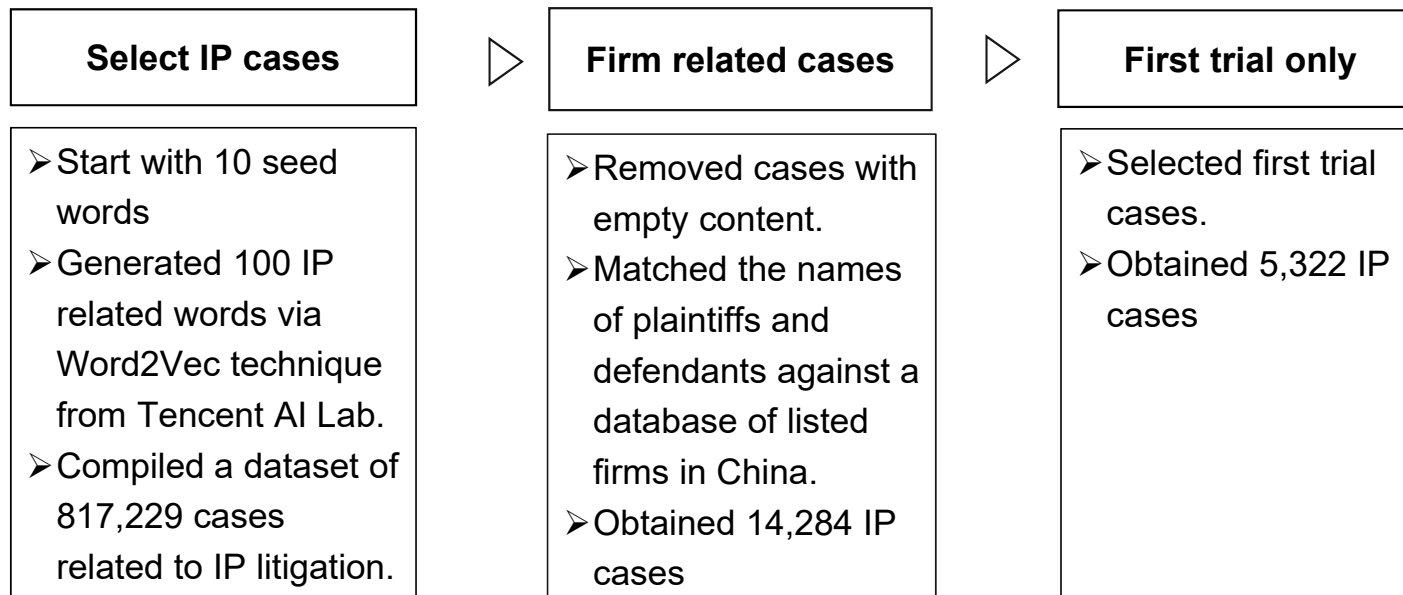 Select IP cases
Firm related cases
First trial only
➢Start with 10 seed
words
➢Generated 100 IP
related words via
Word2Vec technique
from Tencent AI Lab.
➢Compiled a dataset of
817,229 cases
related to IP litigation.
➢Removed cases with
empty content.
➢Matched the names
of plaintiffs and
defendants against a
database of listed
firms in China.
➢Obtained 14,284 IP
cases
➢Selected first trial
cases.
➢Obtained 5,322 IP
cases